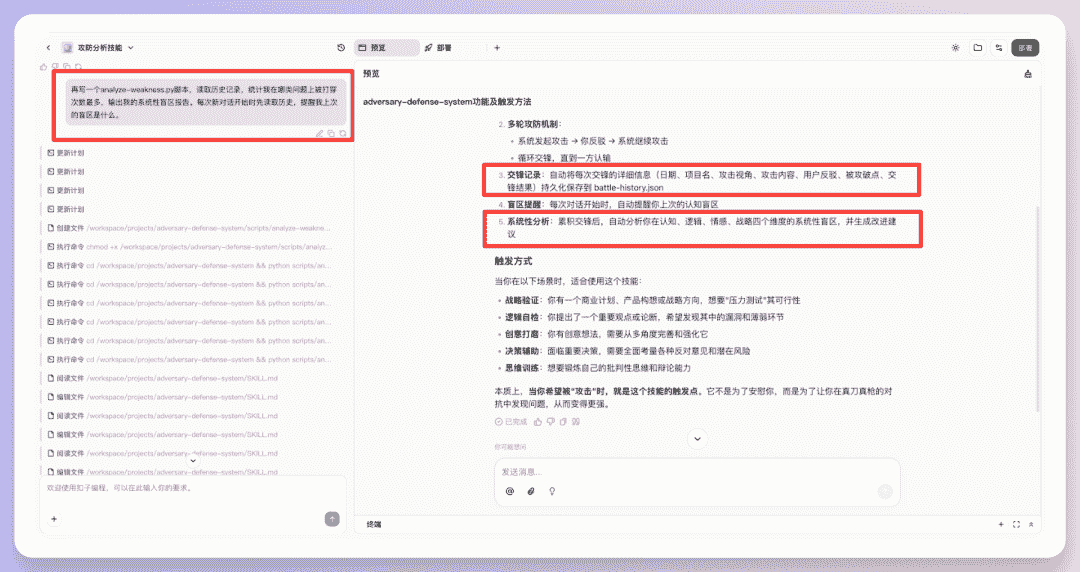 攻防分析技能
预览
部署
部署
再写一个analyze-weakness.py脚本，读取历史记录，统计我在哪类问题上被打穿
次数最多，输出我的系统性盲区报告。每次新对话开始时先读取历史，提醒我上次
的盲区是什么。
更新计划
更新计划
更新计划
更新计划
创建文件 /workspace/projects/adversary-defense-system/scripts/analyze-weakne...
执行命令 chmod +x /workspace/projects/adversary-defense-system/scripts/analyz...
执行命令 cd /workspace/projects/adversary-defense-system && python scripts/an...
执行命令 cd /workspace/projects/adversary-defense-system && python scripts/an...
执行命令 cd /workspace/projects/adversary-defense-system && python scripts/an...
执行命令 cd /workspace/projects/adversary-defense-system && python scripts/an...
执行命令 cd /workspace/projects/adversary-defense-system && python scripts/an...
执行命令 cd /workspace/projects/adversary-defense-system && python scripts/an...
阅读文件 /workspace/projects/adversary-defense-system/SKILL.md
编辑文件 /workspace/projects/adversary-defense-system/SKILL.md
阅读文件 /workspace/projects/adversary-defense-system/SKILL.md
编辑文件 /workspace/projects/adversary-defense-system/SKILL.md
阅读文件 /workspace/projects/adversary-defense-system/SKILL.md
编辑文件 /workspace/projects/adversary-defense-system/SKILL.md
欢迎使用扣子编程，可以在此输入你的要求。
预览
adversary-defense-system功能及触发方法
2. 多轮攻防机制：
• 系统发起攻击 → 你反驳 → 系统继续攻击
• 循环交锋，直到一方认输
3. 交锋记录：自动将每次交锋的详细信息（日期、项目名、攻击视角、攻击内容、用户反驳、被攻破点、交
锋结果）持久化保存到 battle-history.json
4. 盲区提醒：每次对话开始时，自动提醒你上次的认知盲区
5. 系统性分析：累积交锋后，自动分析你在认知、逻辑、情感、战略四个维度的系统性盲区，并生成改进建
议
触发方式
当你在以下场景时，适合使用这个技能：
• 战略验证：你有一个商业计划、产品构想或战略方向，想要“压力测试”其可行性
• 逻辑自检：你提出了一个重要观点或论断，希望发现其中的漏洞和薄弱环节
• 创意打磨：你有创意想法，需要从多角度完善和强化它
• 决策辅助：面临重要决策，需要全面考量各种反对意见和潜在风险
• 思维训练：想要锻炼自己的批判性思维和辩论能力
本质上，当你希望被“攻击”时，就是这个技能的触发点，它不是为了安慰你，而是为了让你在真刀真枪的对
抗中发现问题，从而变得更强。
已完成
你可能想问
发送消息...
终端